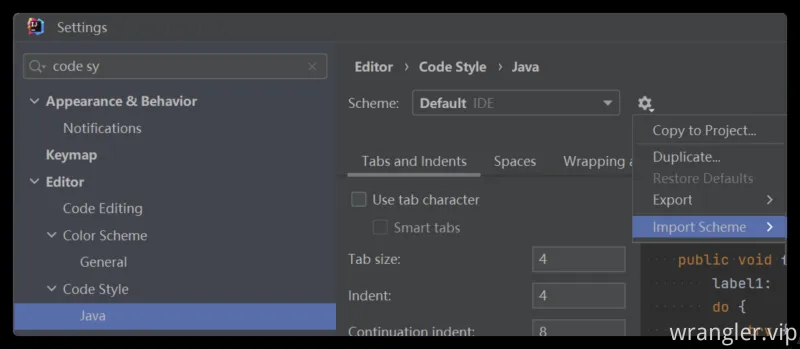 Settings
code sy
Appearance & Behavior
Notifications
Keymap
Editor
Code Editing
Color Scheme
General
Code Style
Java
Editor › Code Style › Java
Scheme: Default IDE
Copy to Project...
Duplicate...
Restore Defaults
Export
Import Scheme
Tabs and Indents Spaces Wrapping a
Use tab character
Smart tabs
Tab size: 4
Indent: 4
Continuation indent: 8
public void
label1:
do {
wrangler.vip